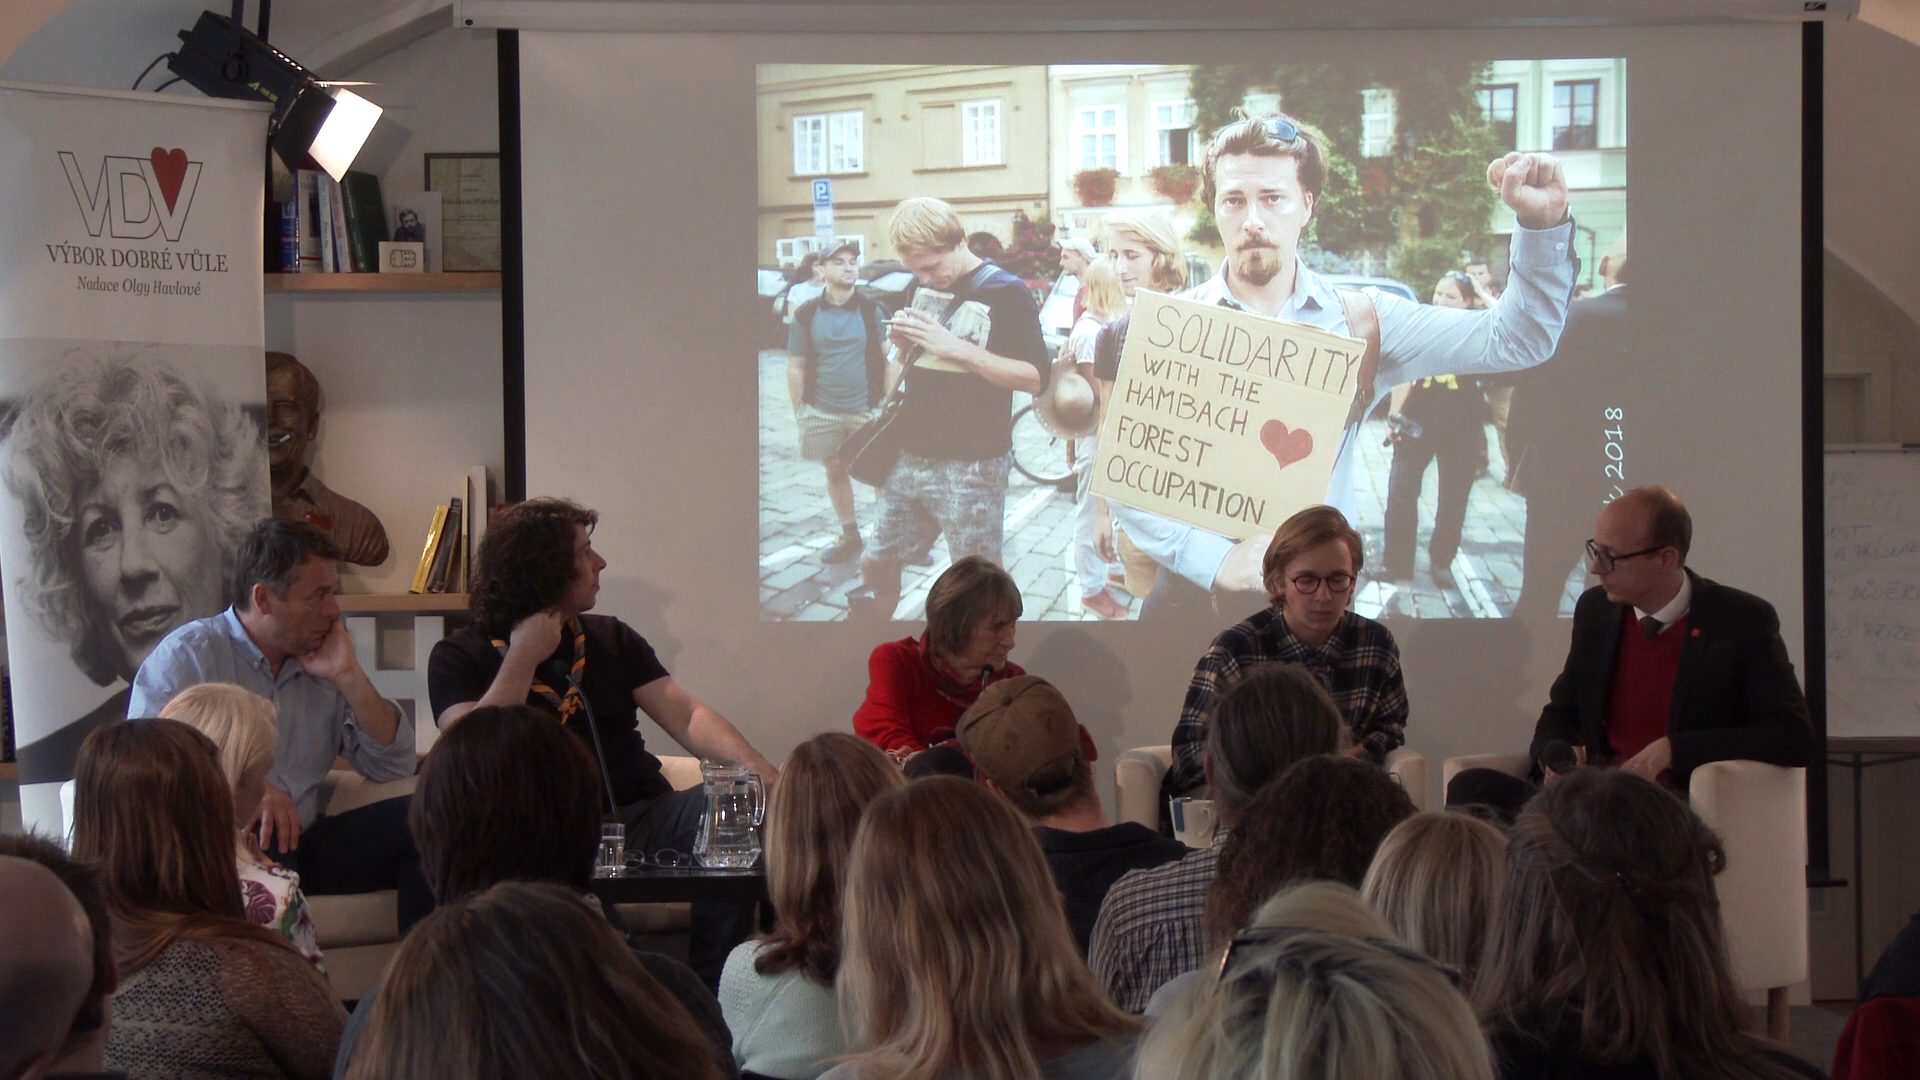 VDV
VÝBOR DOBRÉ VŮLE
Nadace Olgy Havlové
P
SOLIDARITY
WITH THE
HAMBACH
FOREST
OCCUPATION
2018